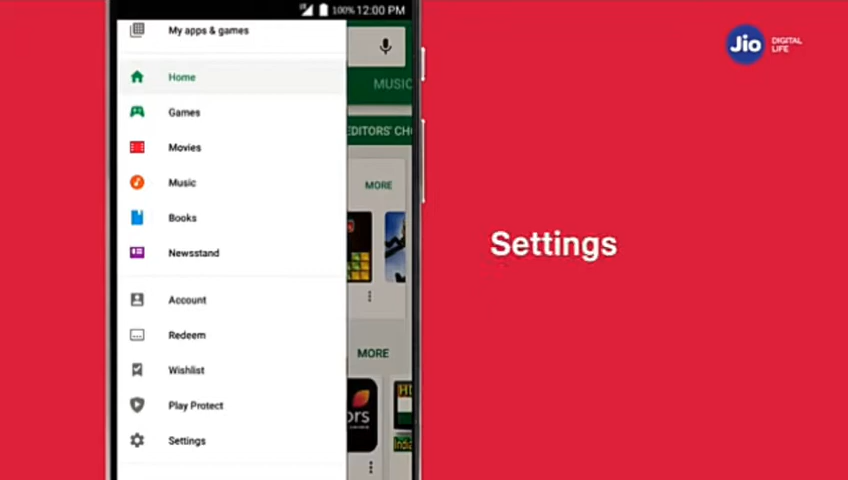 100% 12:00 PM
My apps & games
Home
Games
Movies
Music
Books
Newsstand
Account
Redeem
Wishlist
Play Protect
Settings
MUSIC
EDITORS' CHO
MORE
MORE
ors
Settings
Jio DIGITAL
LIFE